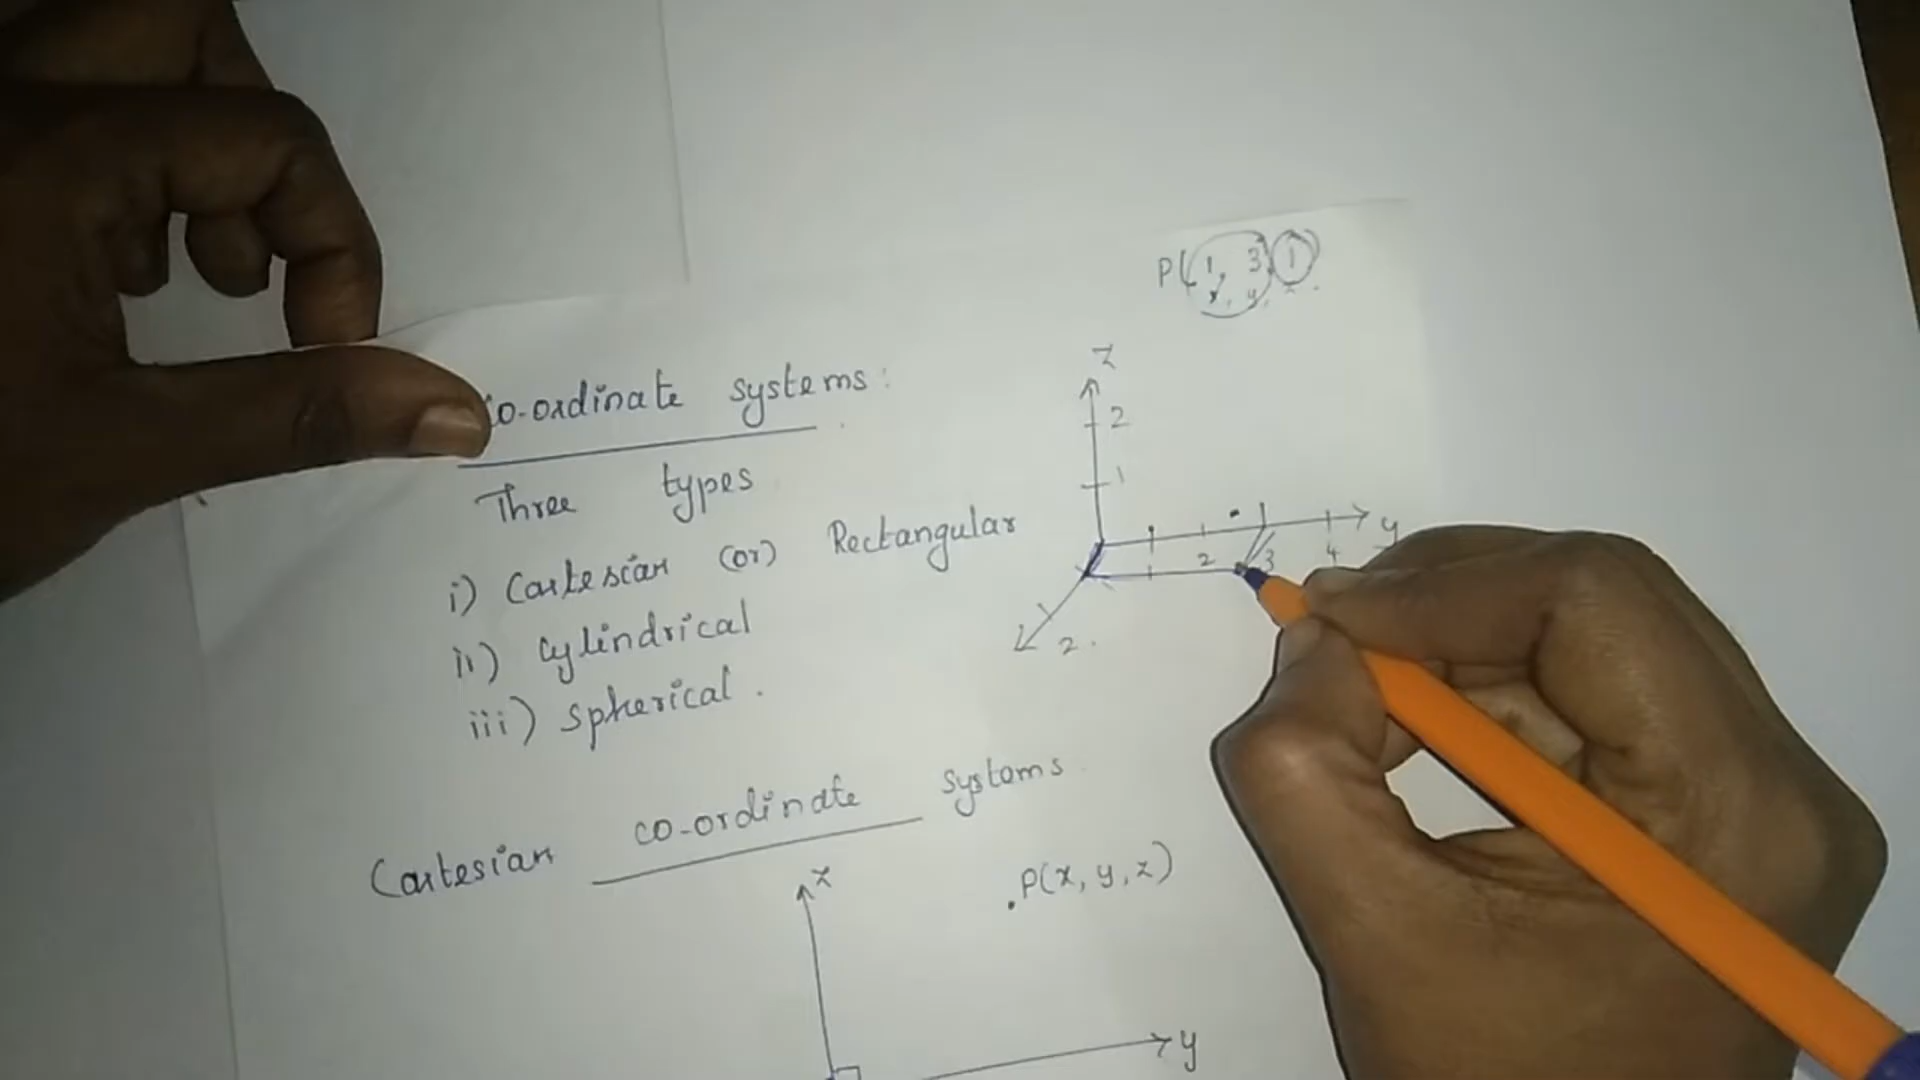 P(1, 3, 1)
x, y, z
z
2
1
y
2 3 4
2
co-ordinate systems:
Three types
i) Cartesian (or) Rectangular
ii) cylindrical
iii) spherical.
Cartesian co-ordinate systems
z
P(x, y, z)
y